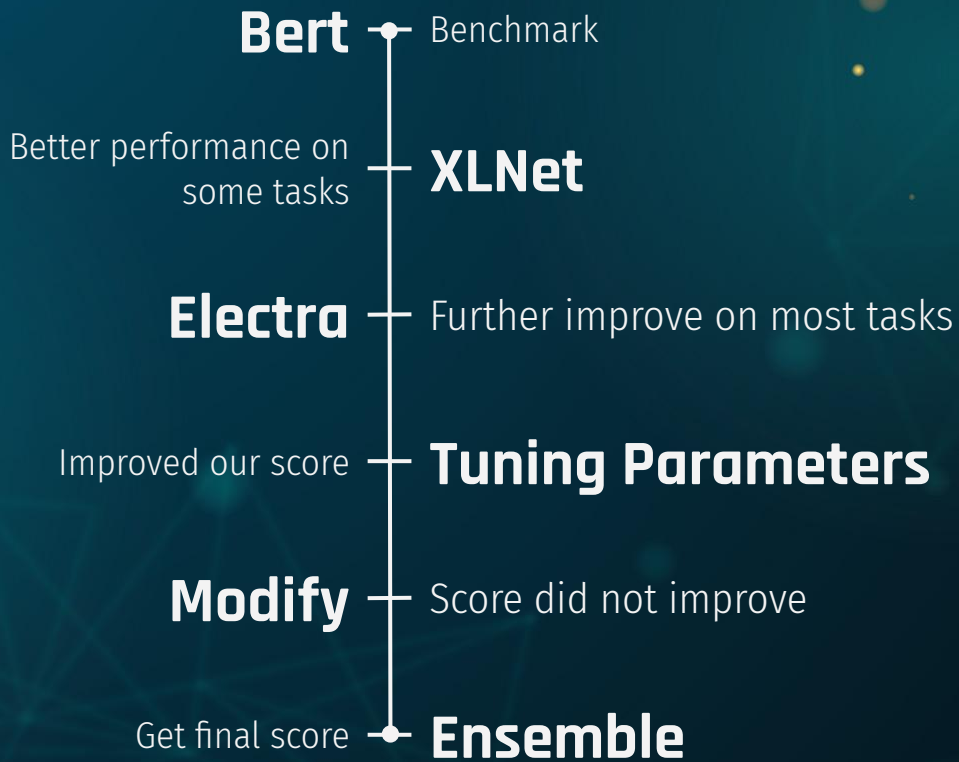 Bert
Benchmark
Better performance on
some tasks
XLNet
Electra
Further improve on most tasks
Improved our score
Tuning Parameters
Modify
Score did not improve
Get final score
Ensemble